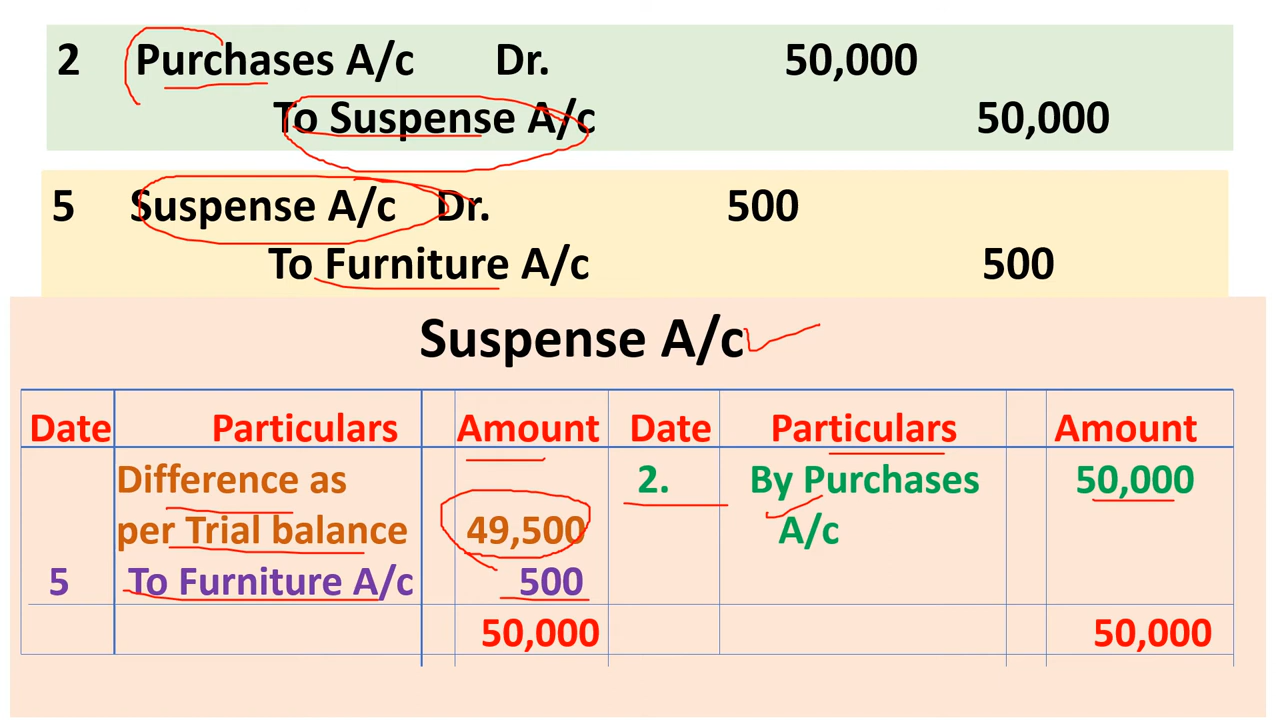 2 Purchases A/c Dr. 50,000
To Suspense A/c 50,000
5 Suspense A/c Dr. 500
To Furniture A/c 500
Suspense A/c
Date Particulars Amount Date Particulars Amount
Difference as 2. By Purchases 50,000
per Trial balance 49,500 A/c
5 To Furniture A/c 500
50,000 50,000